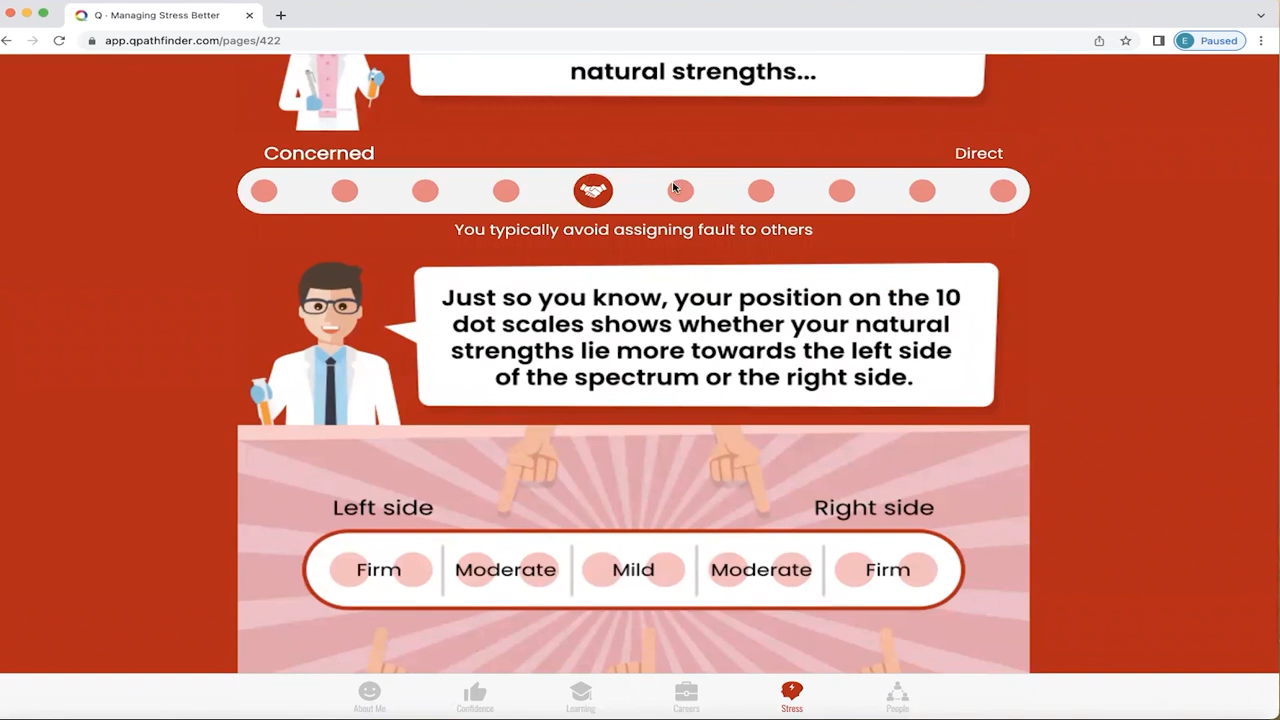 Q - Managing Stress Better
app.qpathfinder.com/pages/422
E
Paused
natural strengths...
Concerned
Direct
You typically avoid assigning fault to others
Just so you know, your position on the 10
dot scales shows whether your natural
strengths lie more towards the left side
of the spectrum or the right side.
Left side
Right side
Firm
Moderate
Mild
Moderate
Firm
About Me
Confidence
Learning
Careers
Stress
People